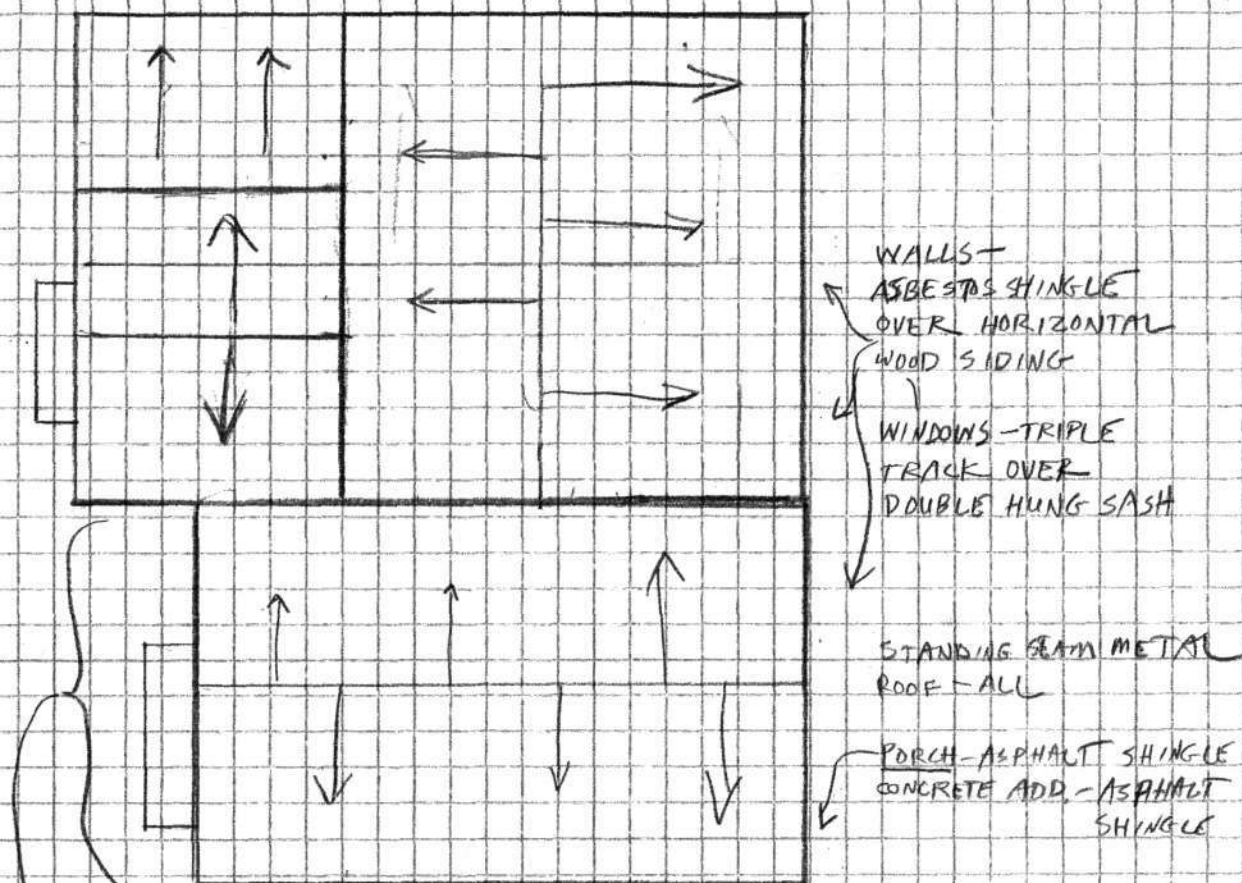 WALLS-
ASBESTOS SHINGLE
OVER HORIZONTAL
WOOD SIDING
WINDOWS-TRIPLE
TRACK OVER
DOUBLE HUNG SASH
STANDING SEAM METAL
ROOF-ALL
PORCH-ASPHALT SHINGLE
CONCRETE ADD.-ASPHALT
SHINGLE